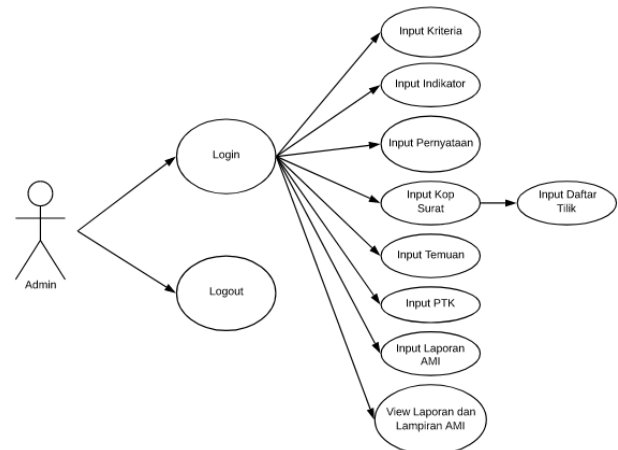 Input Kriteria
Input Indikator
Input Pernyataan
Login
Input Kop
Surat
Input Daftar
Tilik
Input Temuan
Admin
Logout
Input PTK
Input Laporan
AMI
View Laporan dan
Lampiran AMI